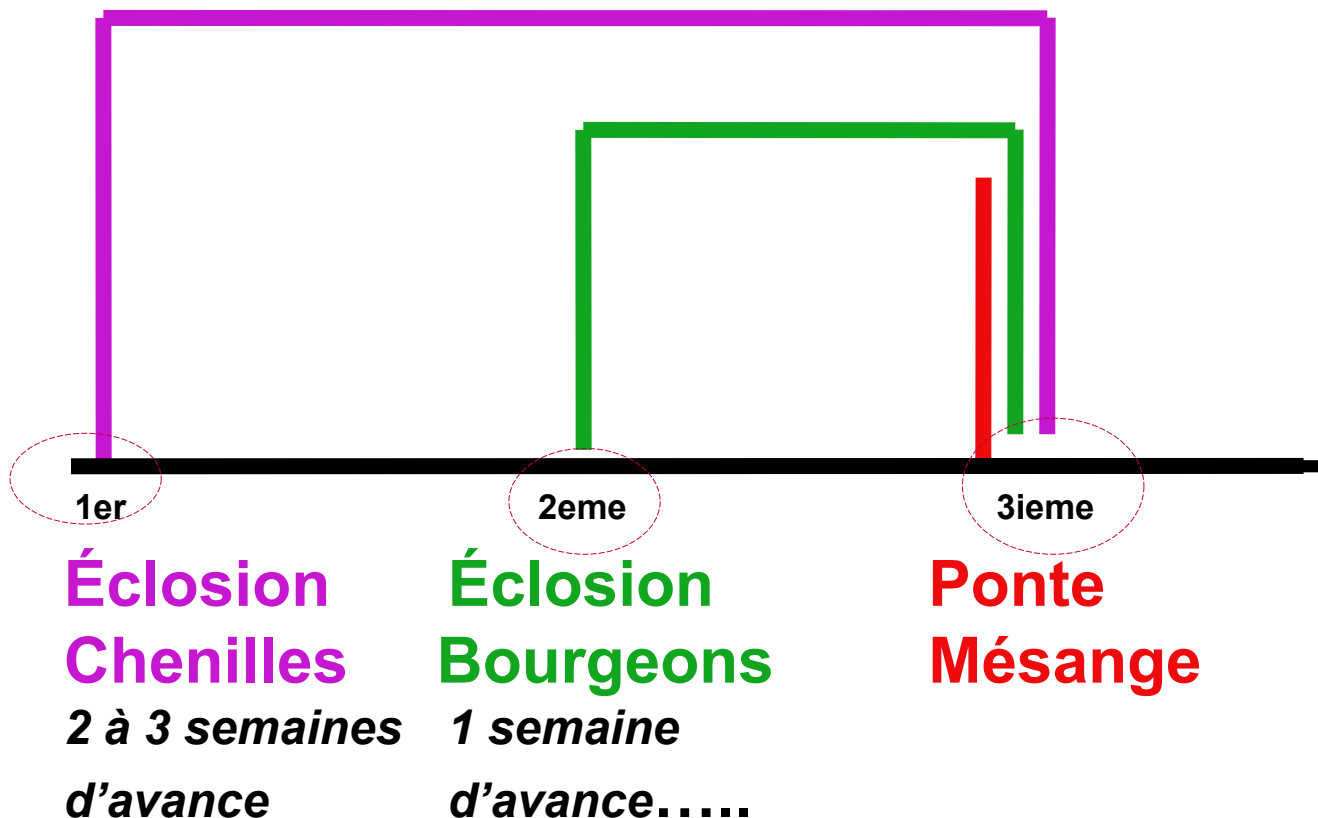 1er
2eme
3ieme
Éclosion
Chenilles
2 à 3 semaines
d’avance
Éclosion
Bourgeons
1 semaine
d’avance.....
Ponte
Mésange